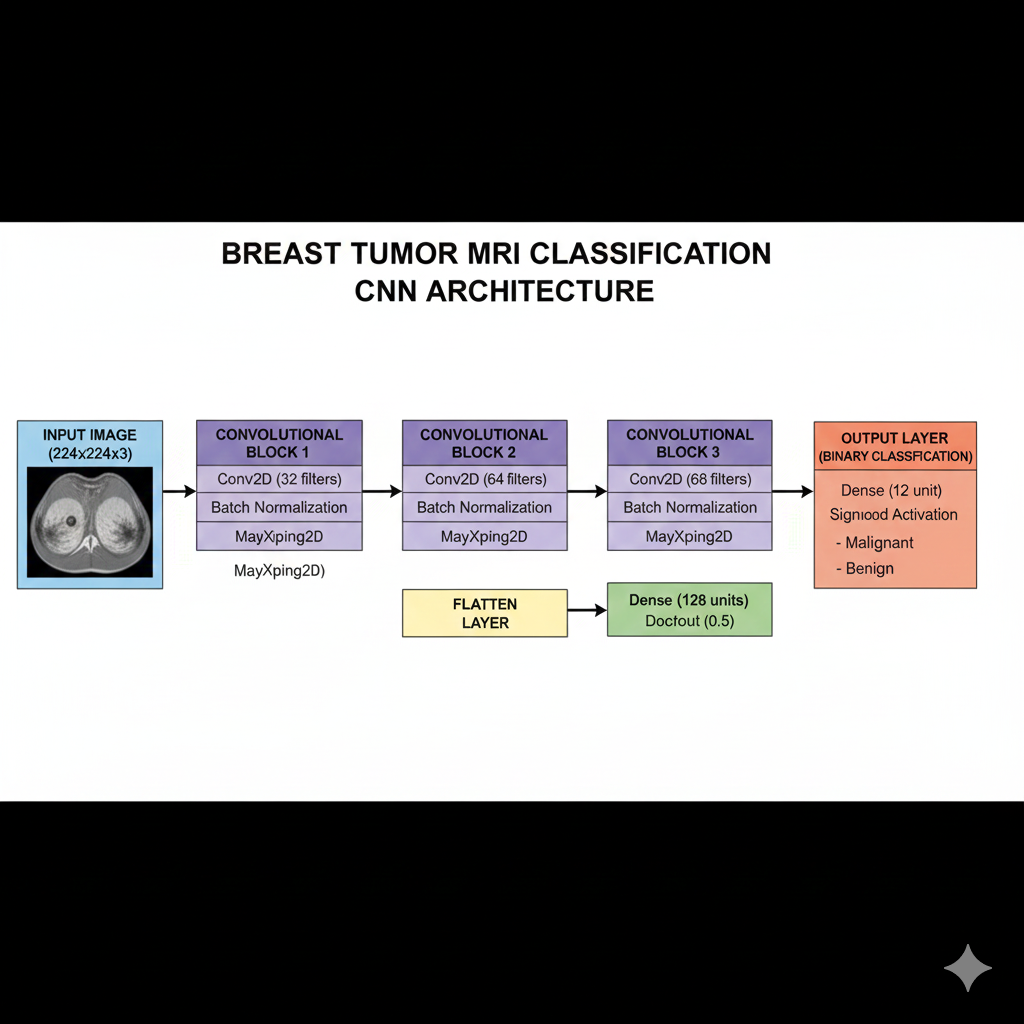 BREAST TUMOR MRI CLASSIFICATION
CNN ARCHITECTURE
INPUT IMAGE
(224x224x3)
CONVOLUTIONAL
BLOCK 1
Conv2D (32 filters)
Batch Normalization
MayXping2D
MayXping2D)
CONVOLUTIONAL
BLOCK 2
Conv2D (64 filters)
Batch Normalization
MayXping2D
CONVOLUTIONAL
BLOCK 3
Conv2D (68 filters)
Batch Normalization
MayXping2D
FLATTEN
LAYER
Dense (128 units)
Docfout (0.5)
OUTPUT LAYER
(BINARY CLASSFICATION)
Dense (12 unit)
Signıood Activation
- Malignant
- Benign